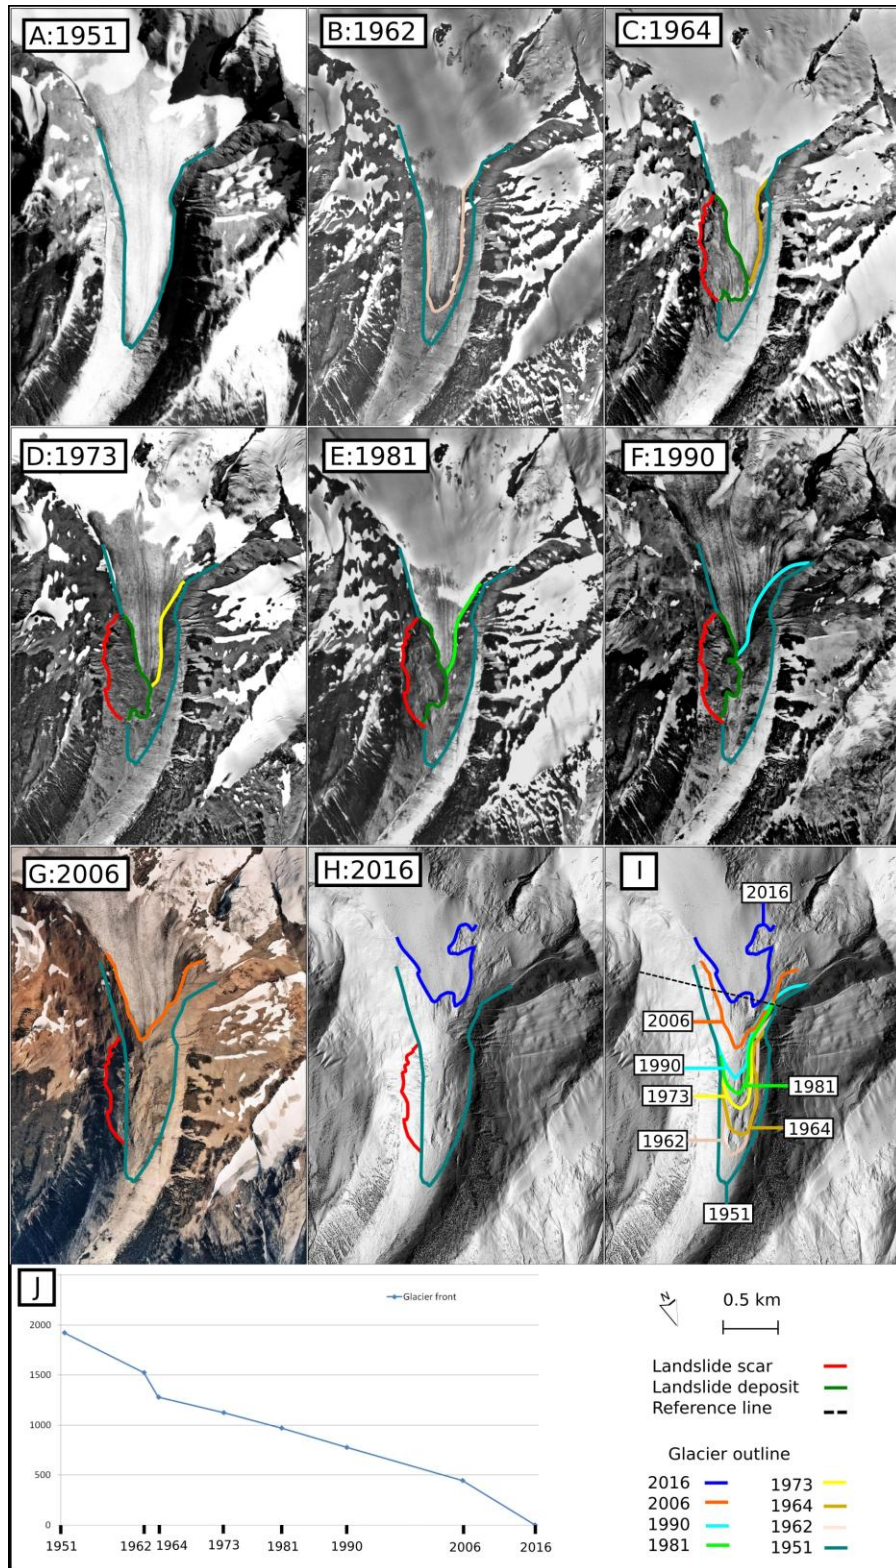 A:1951
B:1962
C:1964
D:1973
E:1981
F:1990
G:2006
H:2016
I
2016
2006
1990
1981
1973
1964
1962
1951
J
Glacier front
2000
1500
1000
500
0
1951 1962 1964 1973 1981 1990 2006 2016
N
0.5 km
Landslide scar
Landslide deposit
Reference line
Glacier outline
2016 1973
2006 1964
1990 1962
1981 1951